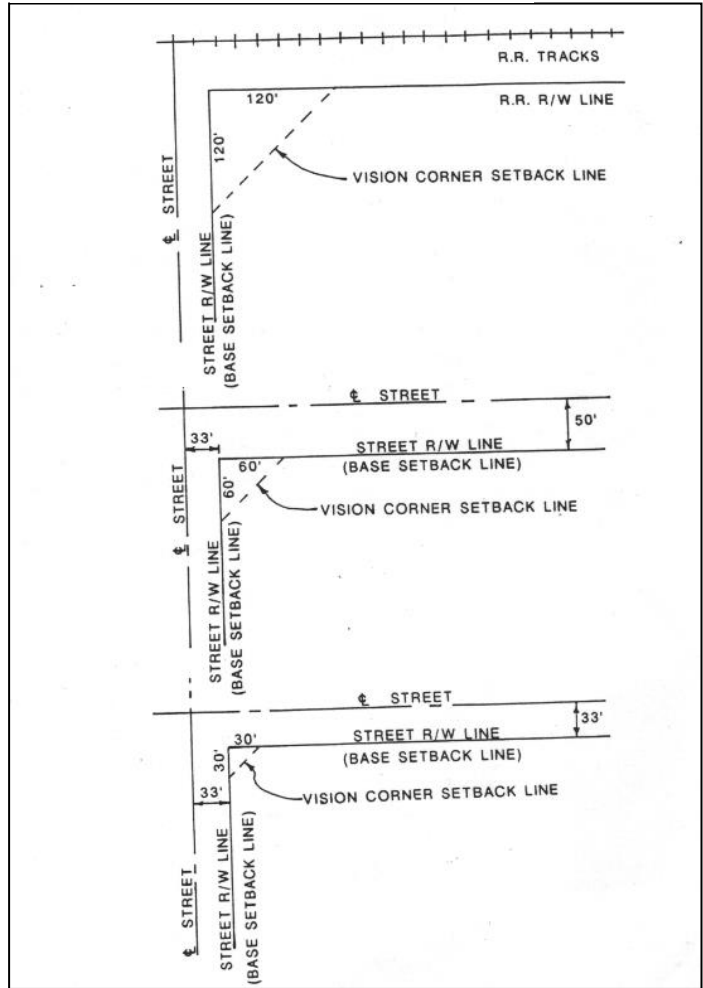 R.R. TRACKS
120'
R.R. R/W LINE
120'
VISION CORNER SETBACK LINE
℄ STREET
STREET R/W LINE
(BASE SETBACK LINE)
℄ STREET
50'
33'
STREET R/W LINE
(BASE SETBACK LINE)
60'
60'
VISION CORNER SETBACK LINE
℄ STREET
STREET R/W LINE
(BASE SETBACK LINE)
℄ STREET
33'
30'
STREET R/W LINE
(BASE SETBACK LINE)
30'
VISION CORNER SETBACK LINE
33'
℄ STREET
STREET R/W LINE
(BASE SETBACK LINE)